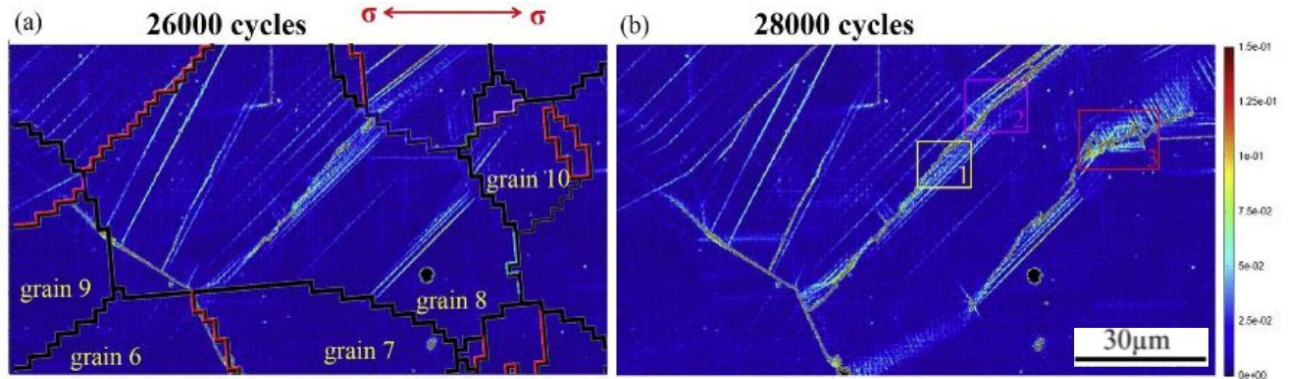 (a) 26000 cycles σ σ (b) 28000 cycles
1.5e-01
1.25e-01
2
3
1e-01
1
grain 10
7.5e-02
grain 9
grain 8
5e-02
grain 6
grain 7
2.5e-02
30μm
0e+00